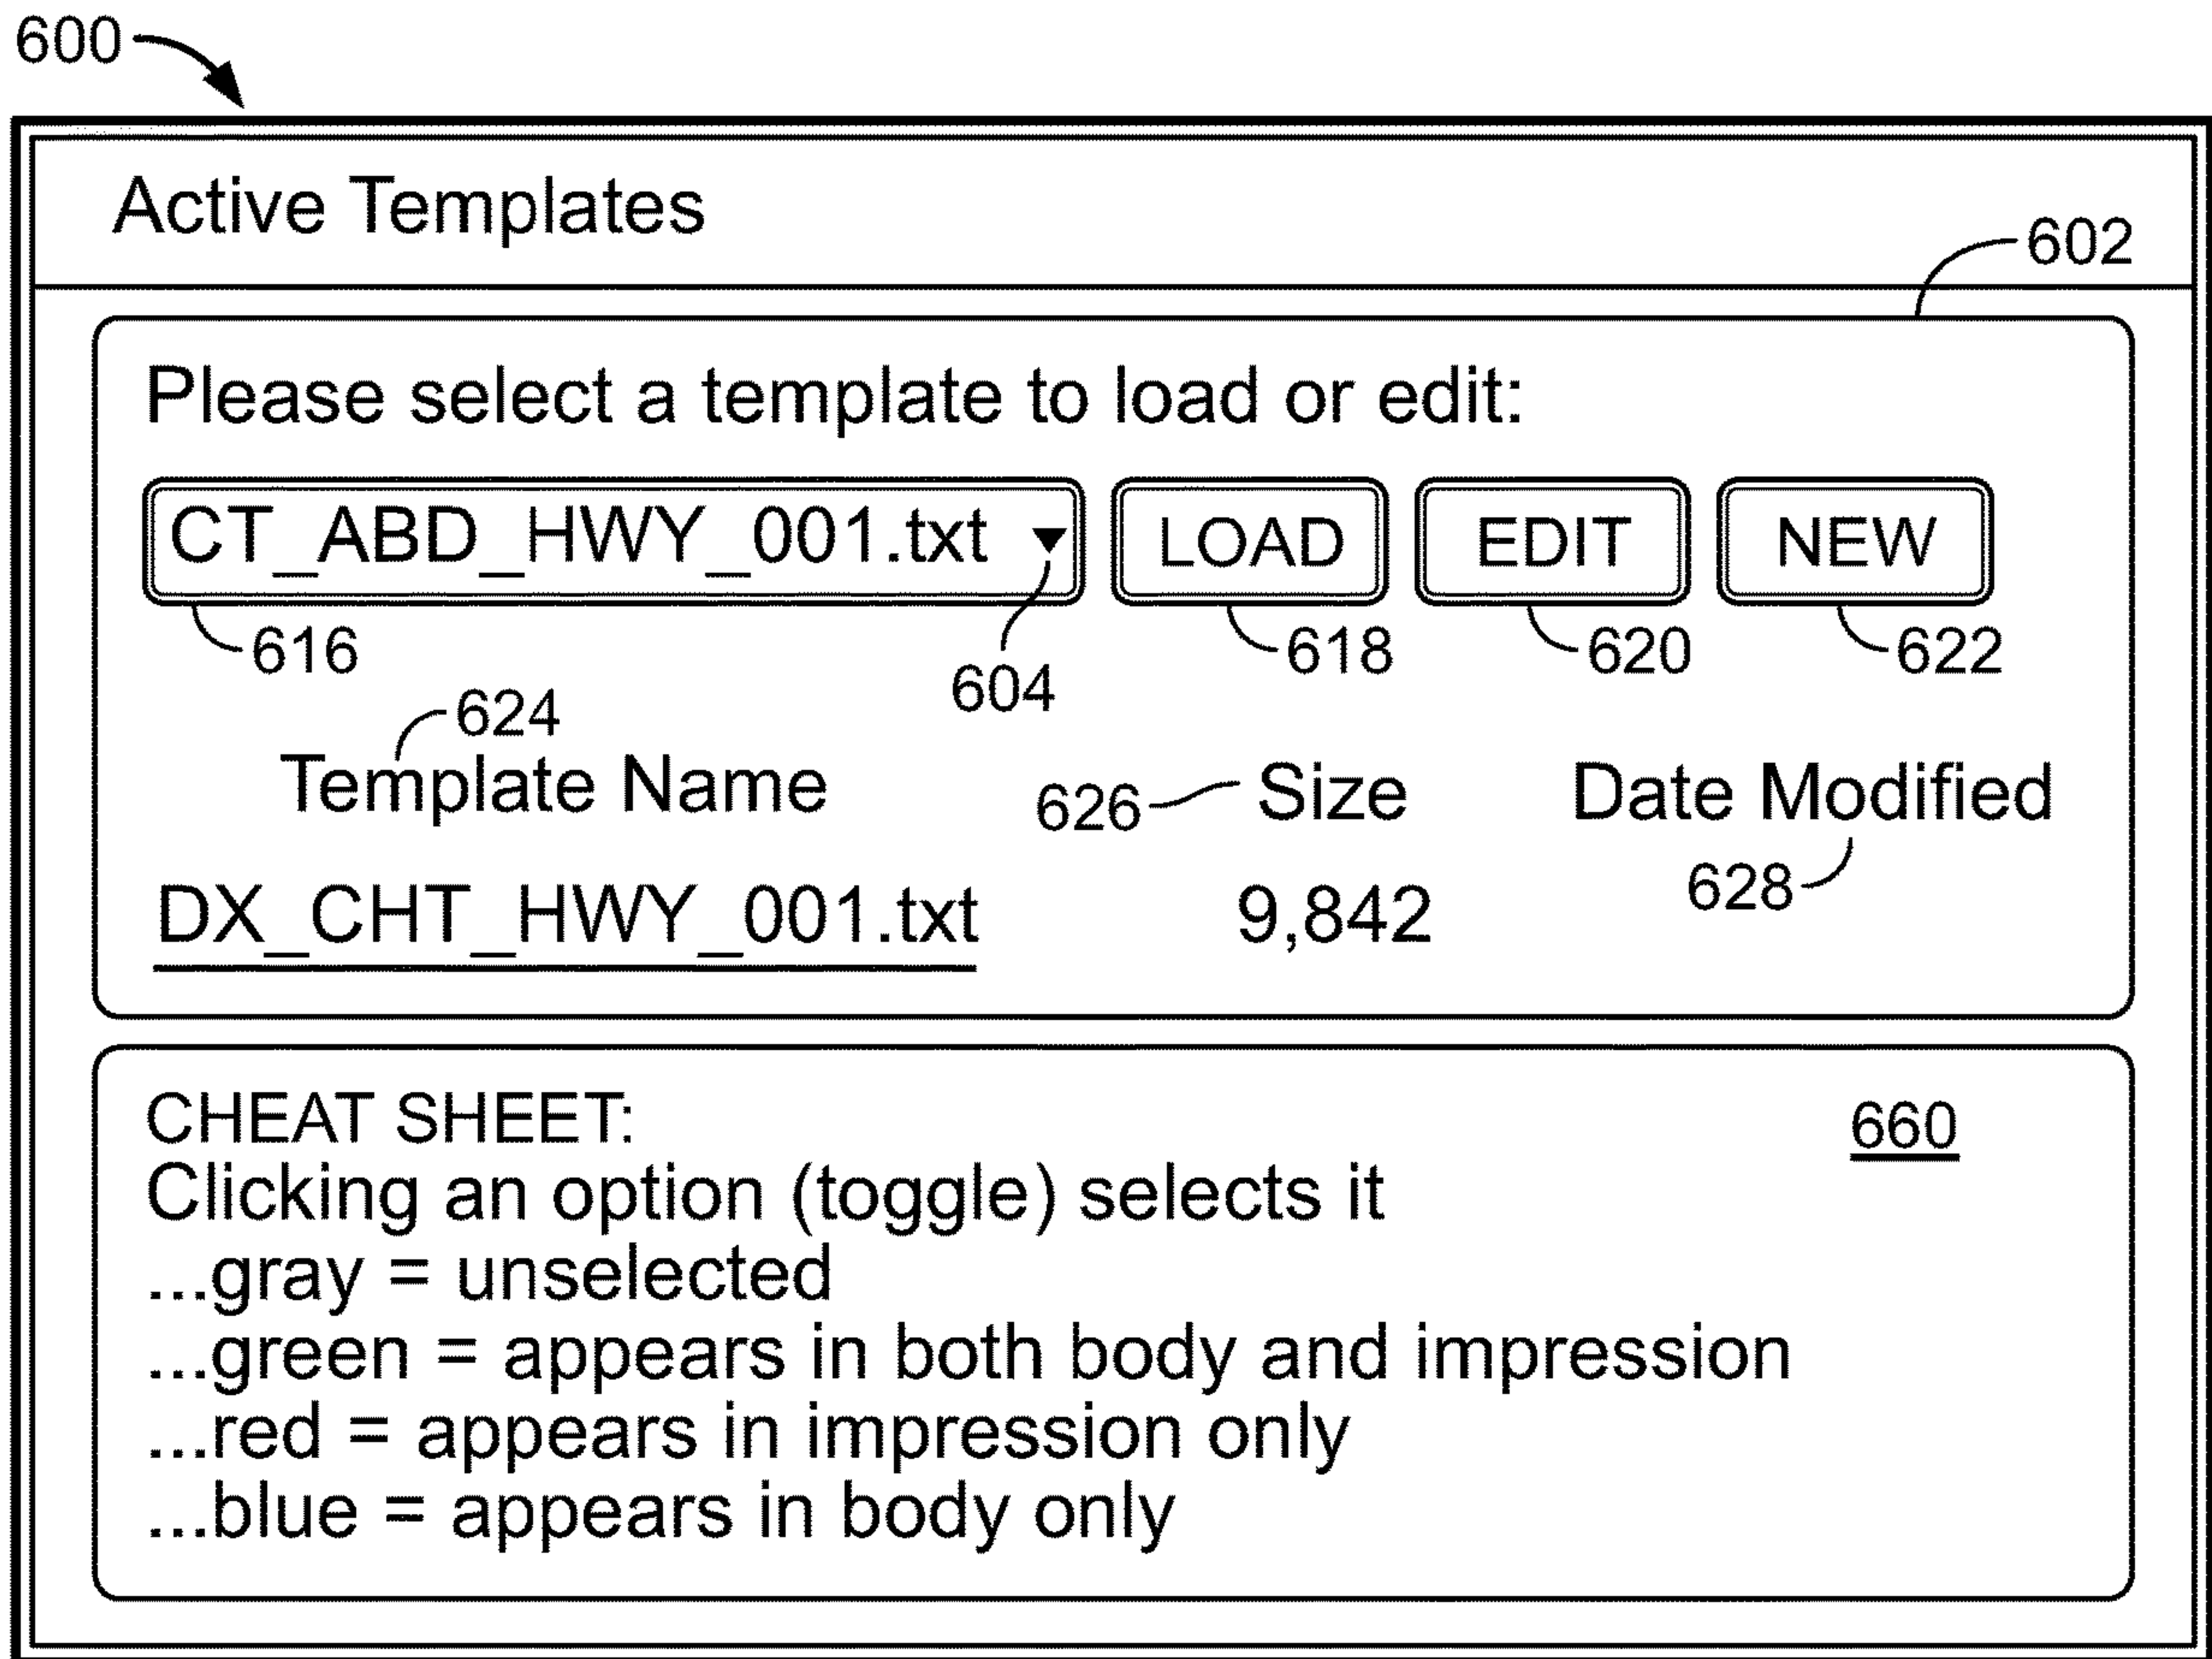 600
Active Templates
602
Please select a template to load or edit:
CT_ABD_HWY_001.txt ▼ LOAD EDIT NEW
616 604 618 620 622
624
Template Name 626 Size Date Modified
628
DX_CHT_HWY_001.txt 9,842
CHEAT SHEET: 660
Clicking an option (toggle) selects it
...gray = unselected
...green = appears in both body and impression
...red = appears in impression only
...blue = appears in body only